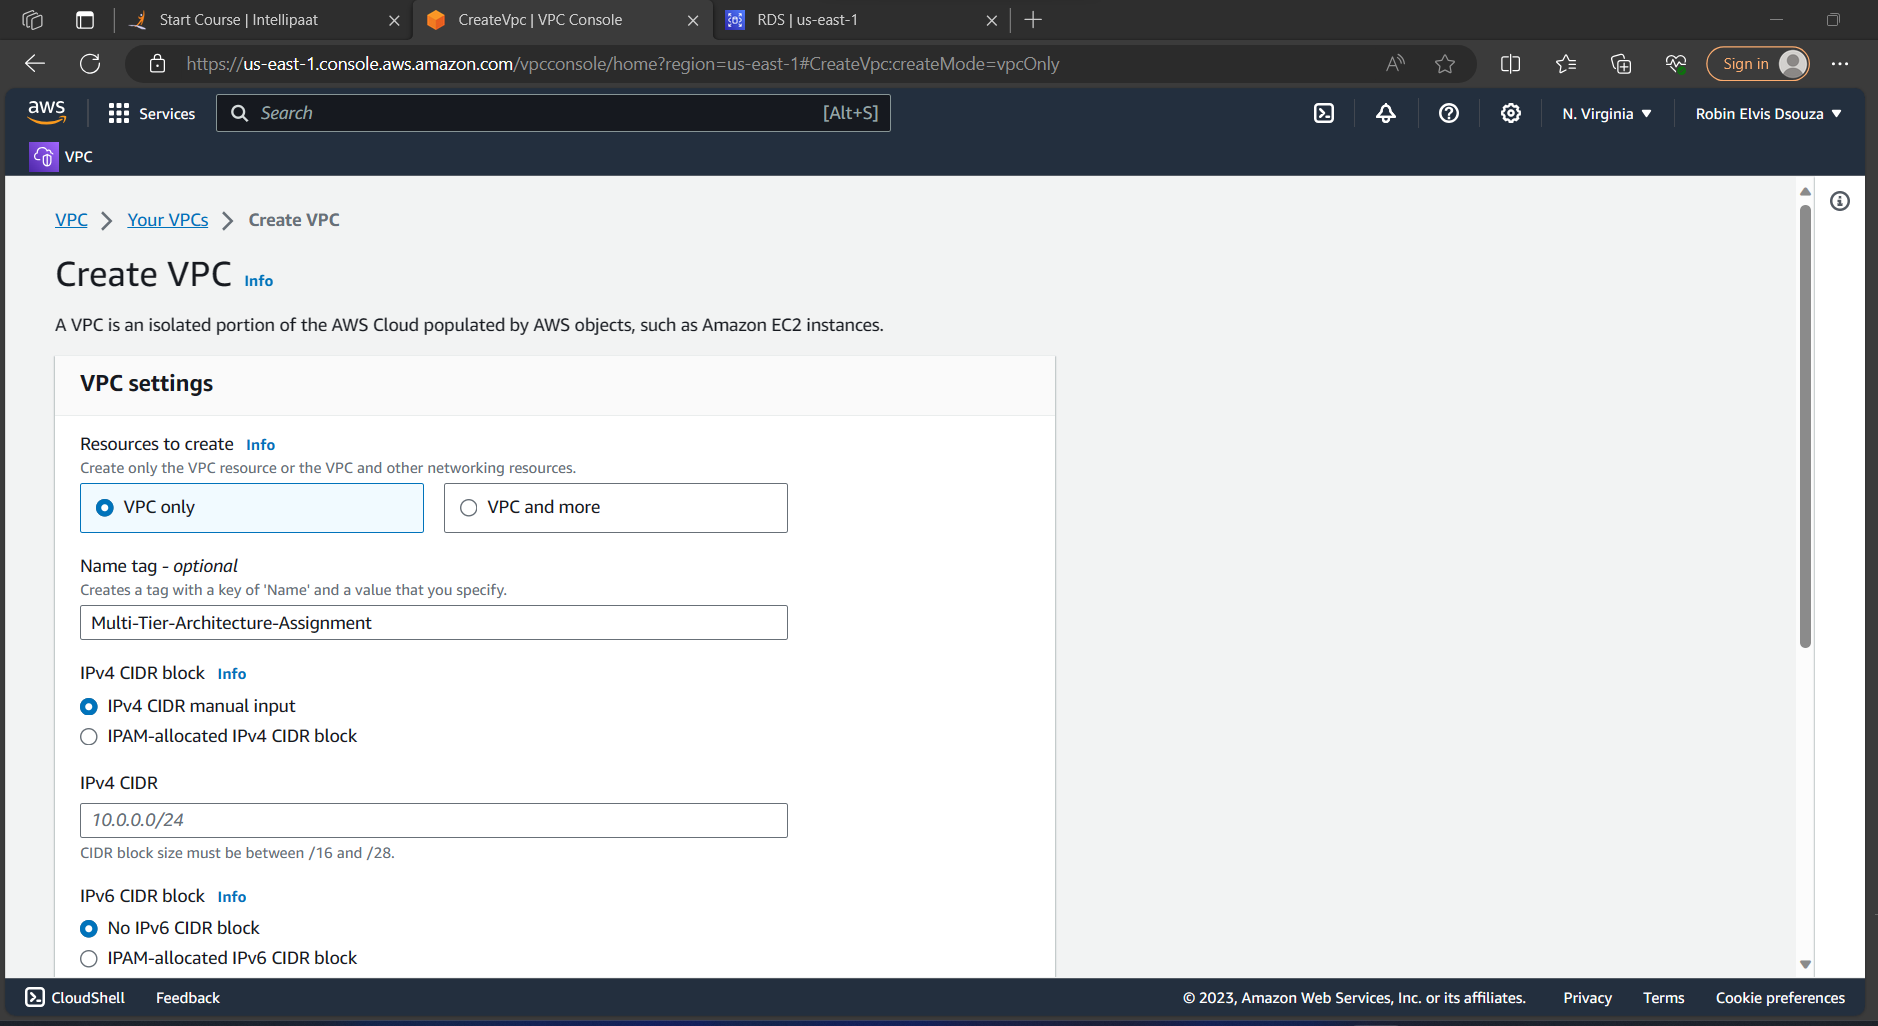 Start Course | Intellipaat
CreateVpc | VPC Console
RDS | us-east-1
https://us-east-1.console.aws.amazon.com/vpcconsole/home?region=us-east-1#CreateVpc:createMode=vpcOnly
Sign in
aws
Services
Search
[Alt+S]
N. Virginia
Robin Elvis Dsouza
VPC
VPC
Your VPCs
Create VPC
Create VPC Info
A VPC is an isolated portion of the AWS Cloud populated by AWS objects, such as Amazon EC2 instances.
VPC settings
Resources to create Info
Create only the VPC resource or the VPC and other networking resources.
VPC only
VPC and more
Name tag - optional
Creates a tag with a key of 'Name' and a value that you specify.
Multi-Tier-Architecture-Assignment
IPv4 CIDR block Info
IPv4 CIDR manual input
IPAM-allocated IPv4 CIDR block
IPv4 CIDR
10.0.0.0/24
CIDR block size must be between /16 and /28.
IPv6 CIDR block Info
No IPv6 CIDR block
IPAM-allocated IPv6 CIDR block
CloudShell
Feedback
© 2023, Amazon Web Services, Inc. or its affiliates.
Privacy
Terms
Cookie preferences